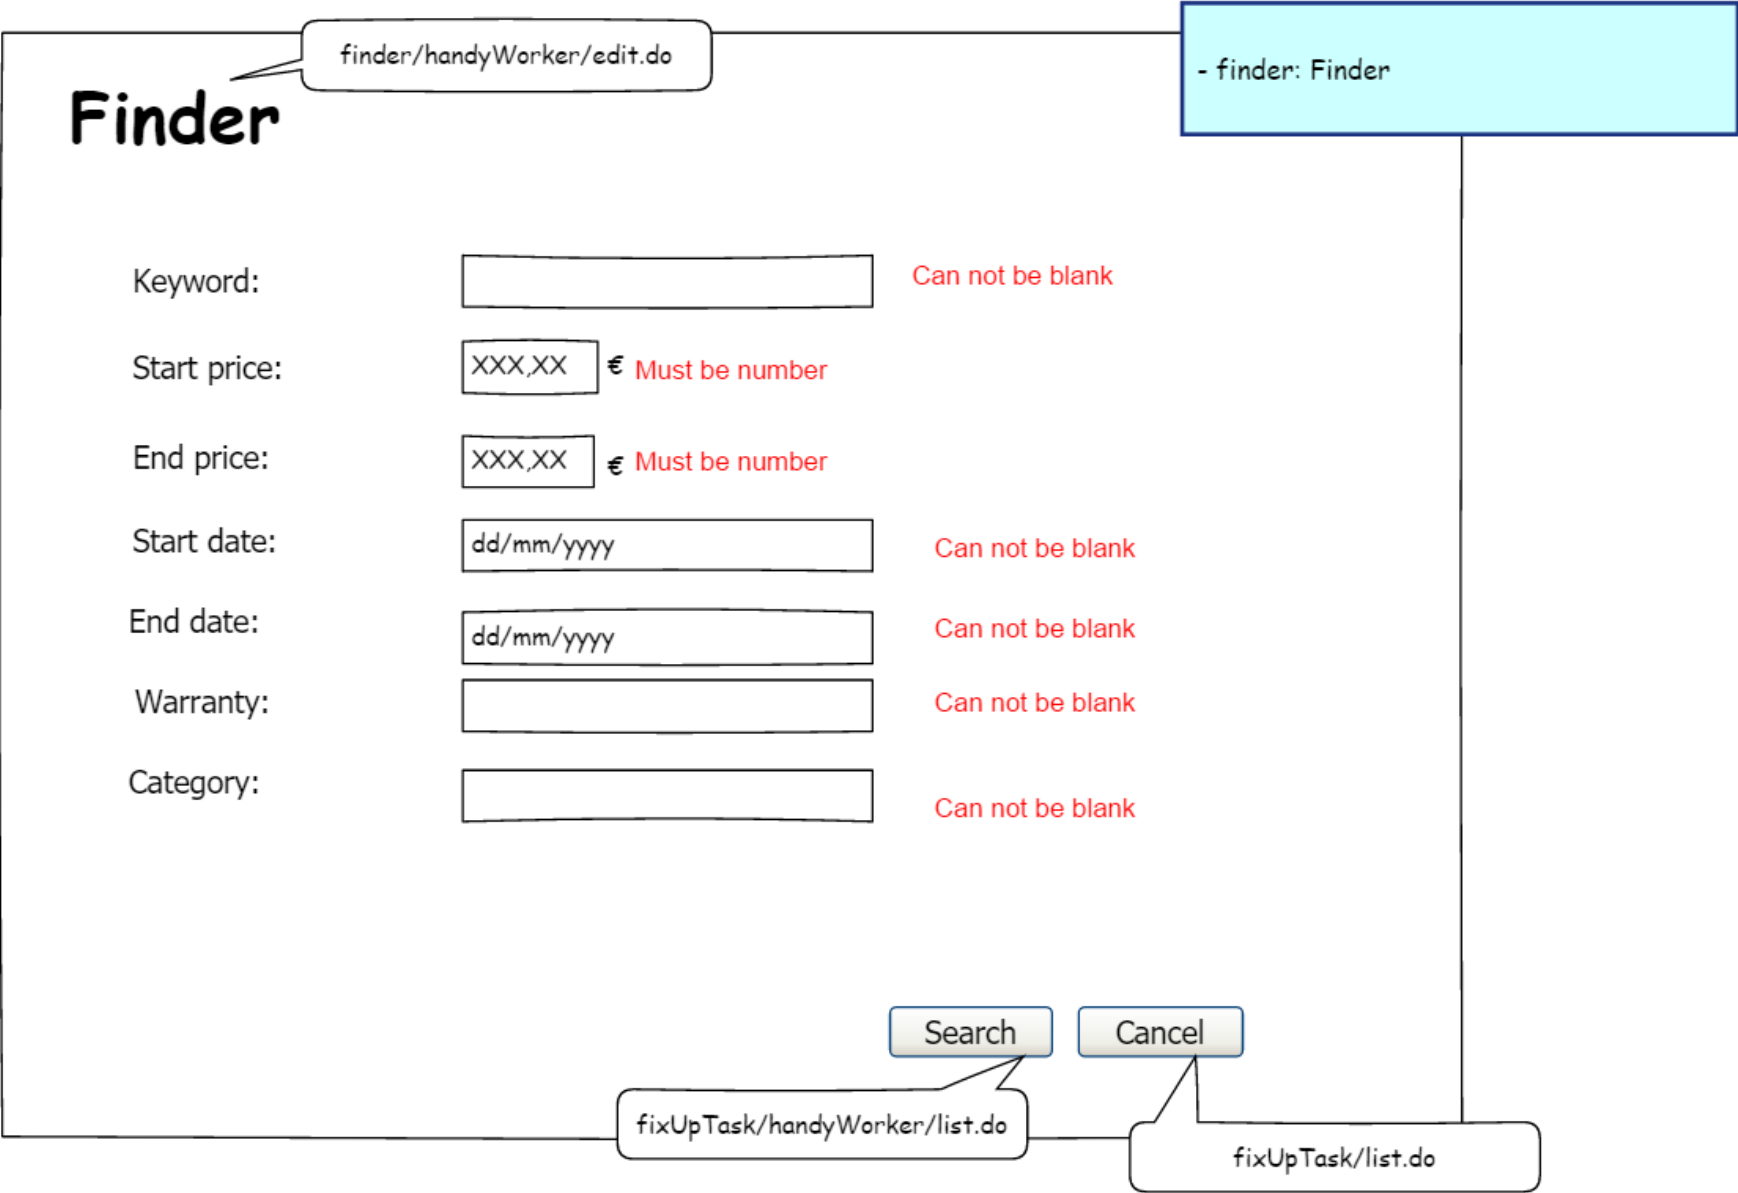 finder/handyWorker/edit.do
- finder: Finder
Finder
Keyword:
Can not be blank
Start price:
XXX,XX
€
Must be number
End price:
XXX,XX
€
Must be number
Start date:
dd/mm/yyyy
Can not be blank
End date:
dd/mm/yyyy
Can not be blank
Warranty:
Can not be blank
Category:
Can not be blank
Search
Cancel
fixUpTask/handyWorker/list.do
fixUpTask/list.do